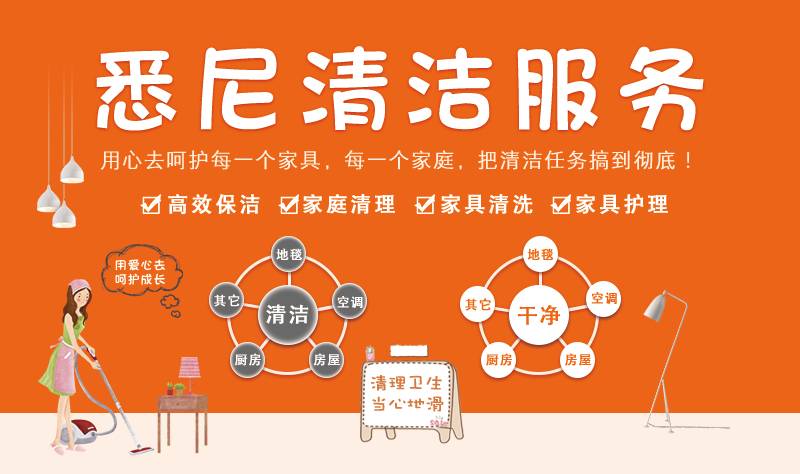 悉尼清洁服务
用心去呵护每一个家具，每一个家庭，把清洁任务搞到彻底！
高效保洁 家庭清理 家具清洗 家具护理
用爱心去
呵护成长
地毯
其它
清洁
空调
厨房
房屋
地毯
其它
干净
空调
厨房
房屋
清理卫生
当心地滑